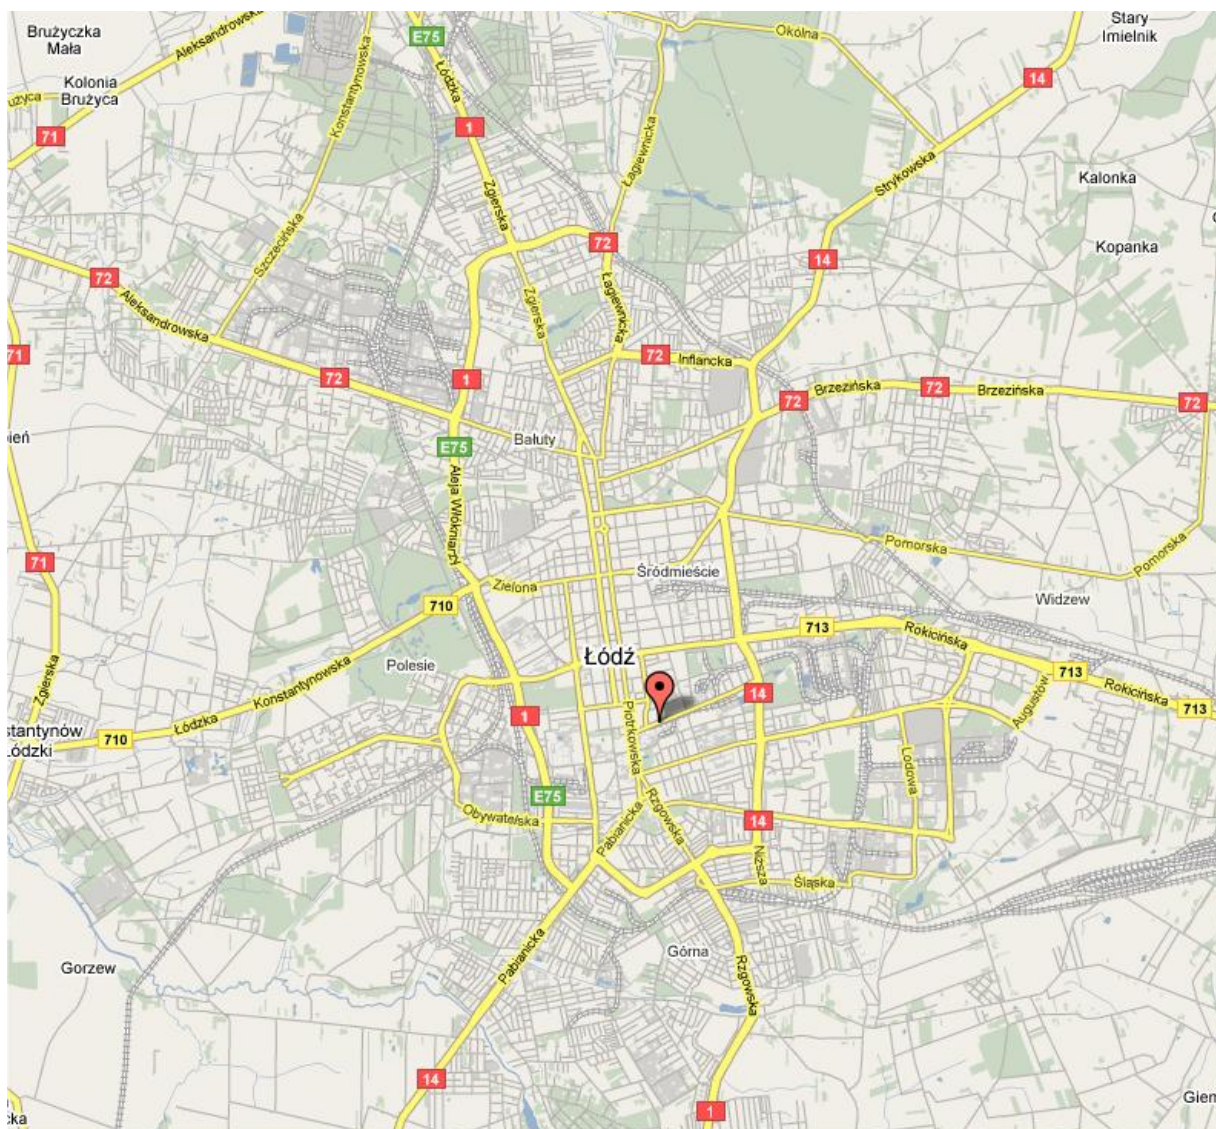 Stary
Imielnik
Brużyczka
Mała
Aleksandrowska
E75
Okólna
Łódzka
Konstantynowska
14
Kolonia
Brużyca
71
1
Łagiewnicka
Strykowska
Kalonka
Zgierska
Szczecińska
72
14
Kopanka
72
Łagiewnicka
Zgierska
Aleksandrowska
71
72
Inflancka
72
1
Brzezińska
72
Brzezińska
72
72
Bałuty
E75
Aleja Włókniarzy
Pomorska
Pomorska
71
Śródmieście
Zielona
Widzew
710
713
Rokicińska
Łódź
Polesie
Zgierska
Konstantynowska
713
Rokicińska
14
Augustów
713
Łódzka
1
Piotrkowska
stantynów
Łódzki
710
Lodowa
E75
Rzgowska
Obywatelska
Pabianicka
14
Niższa
Śląska
Górna
Pabianicka
Rzgowska
Gorzew
14
1